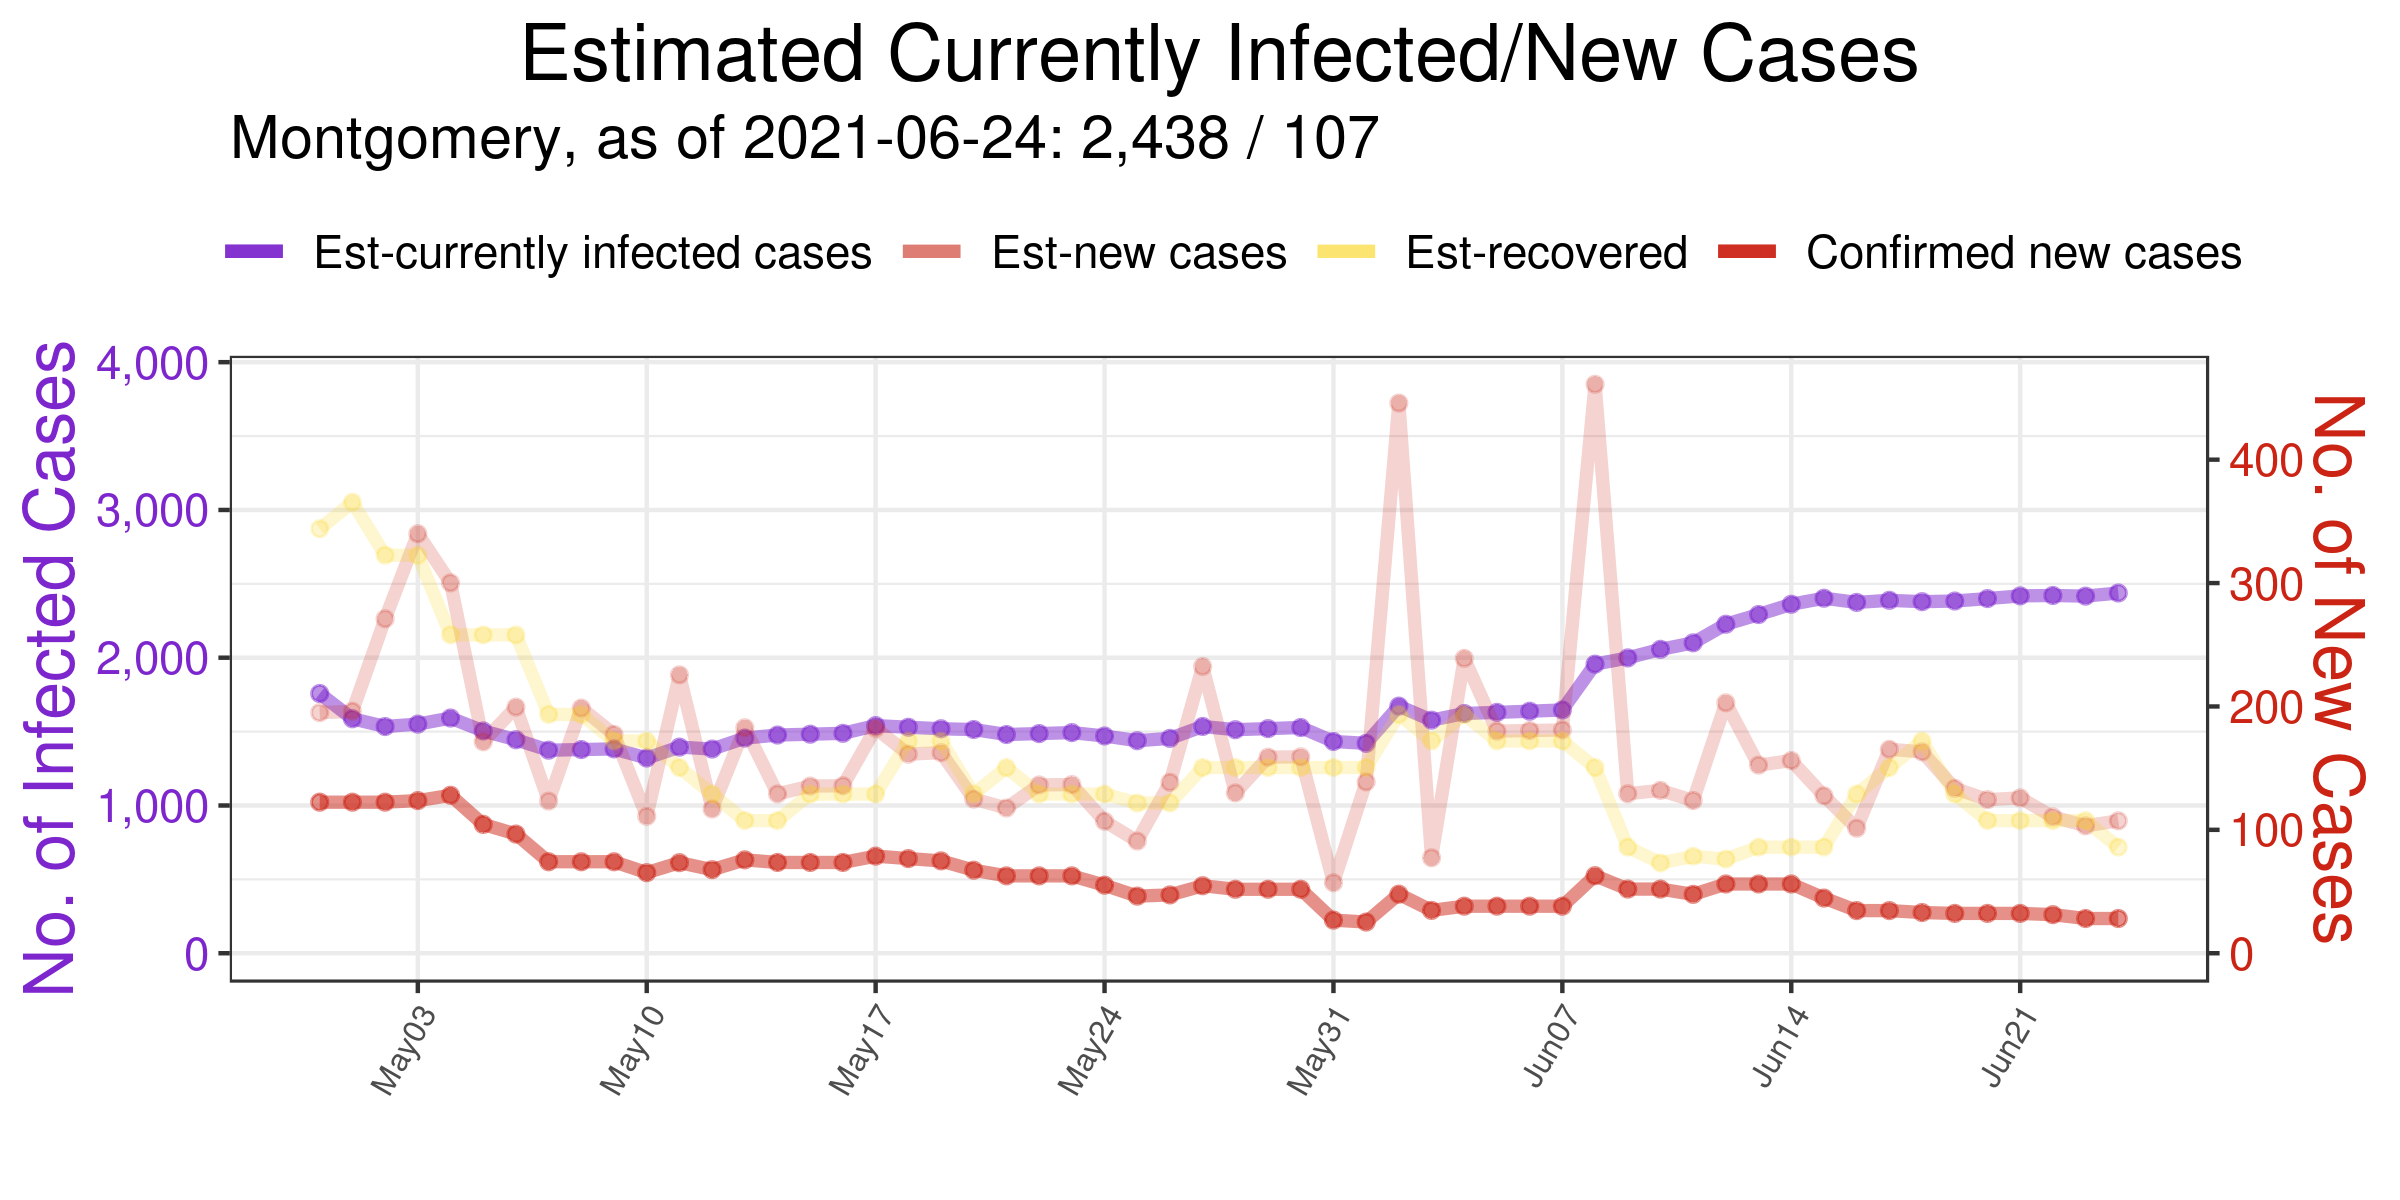 Estimated Currently Infected/New Cases
Montgomery, as of 2021-06-24: 2,438 / 107
Est-currently infected cases
Est-new cases
Est-recovered
Confirmed new cases
No. of Infected Cases
4,000
3,000
2,000
1,000
0
No. of New Cases
400
300
200
100
0
May03
May10
May17
May24
May31
Jun07
Jun14
Jun21